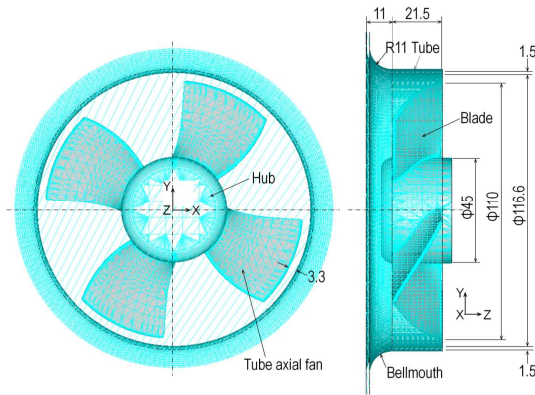 11
21.5
R11
Tube
1.5
Blade
Hub
Y
Z
X
Φ45
Φ110
Φ116.6
3.3
Y
X
Z
Tube axial fan
Bellmouth
1.5